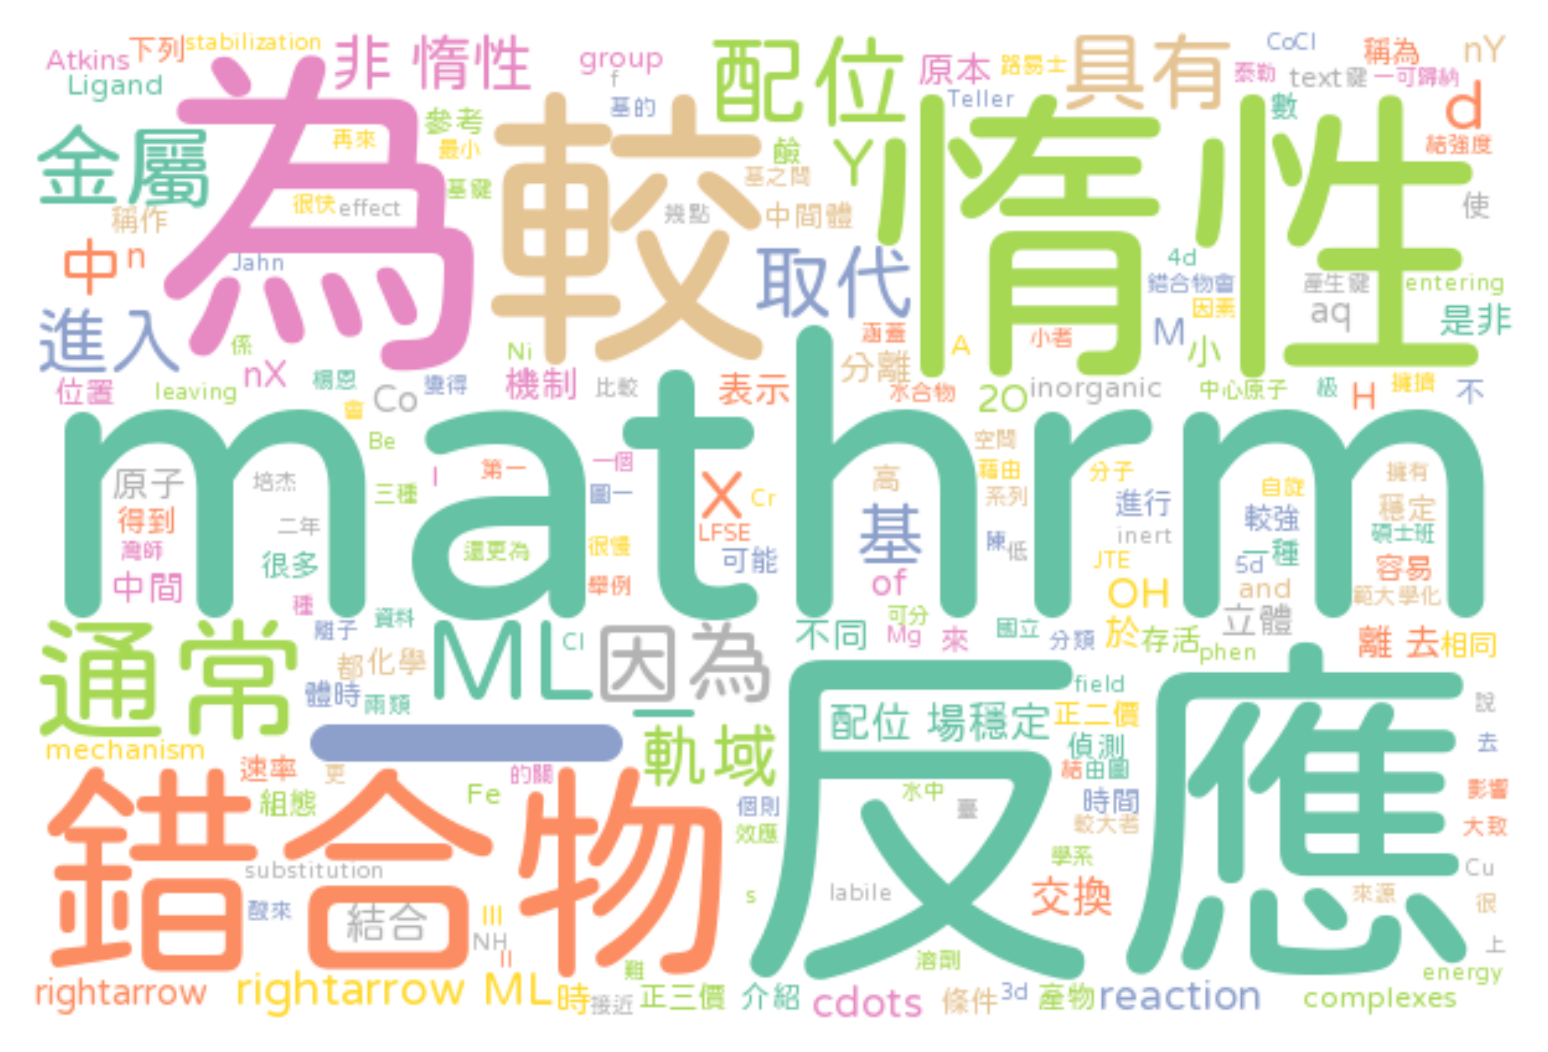 Atkins 下列 stabilization 非 惰性 group 配位 原本 路易士 具有 CoCl 稱為 nY
Ligand 為 f 基的 Teller 泰勒 text 鍵 一可歸納
金屬 再來 參考 最小 較 鹼 Y 惰性 數 d 結強度
稱作 很快 effect 基鍵 幾點 基之間 中間體 使
中 n Jahn 取代 4d 錯合物會 產生鍵 entering
進入 係 Ni 涵蓋 A 小者 M 因素 小 aq 是非
位置 leaving nX 楊恩 Co 變得 機制 比較 表示 分離 水合物 2O inorganic 中心原子 級 H 擁擠 不
會 Be
mathrm
原子 培杰 三種 I 第一 一個 圖一 X Cr 高 空間 藉由 系列 分子 進行 自旋 擁有 穩定
得到 二年 LFSE 基 陳 低 inert 較強 碩士班
灣師 很多 還更為 很慢 可能 JTE 5d 一種 容易
中間 種 舉例 of OH and 範大學化
資料 離子 Cl 不同 可分 Mg 來 國立 分類 於 存活 立體 離 去 相同
通常 都 化學 ML 因為 phen
體時 兩類 field
一 一 軌域 配位 場穩定 正二價 說
mechanism 速率 更 的關 偵測 去
錯合物 組態 Fe 個則 反應 水中 臺 結 由圖 時間 影響
效應 較大者 大致
substitution 學系 Cu
酸來 結合 III s labile 交換 來源 很
NH II 上
難 溶劑 energy
rightarrow rightarrow ML 時 接近 正三價 介紹 cdots 條件 3d 產物 reaction complexes